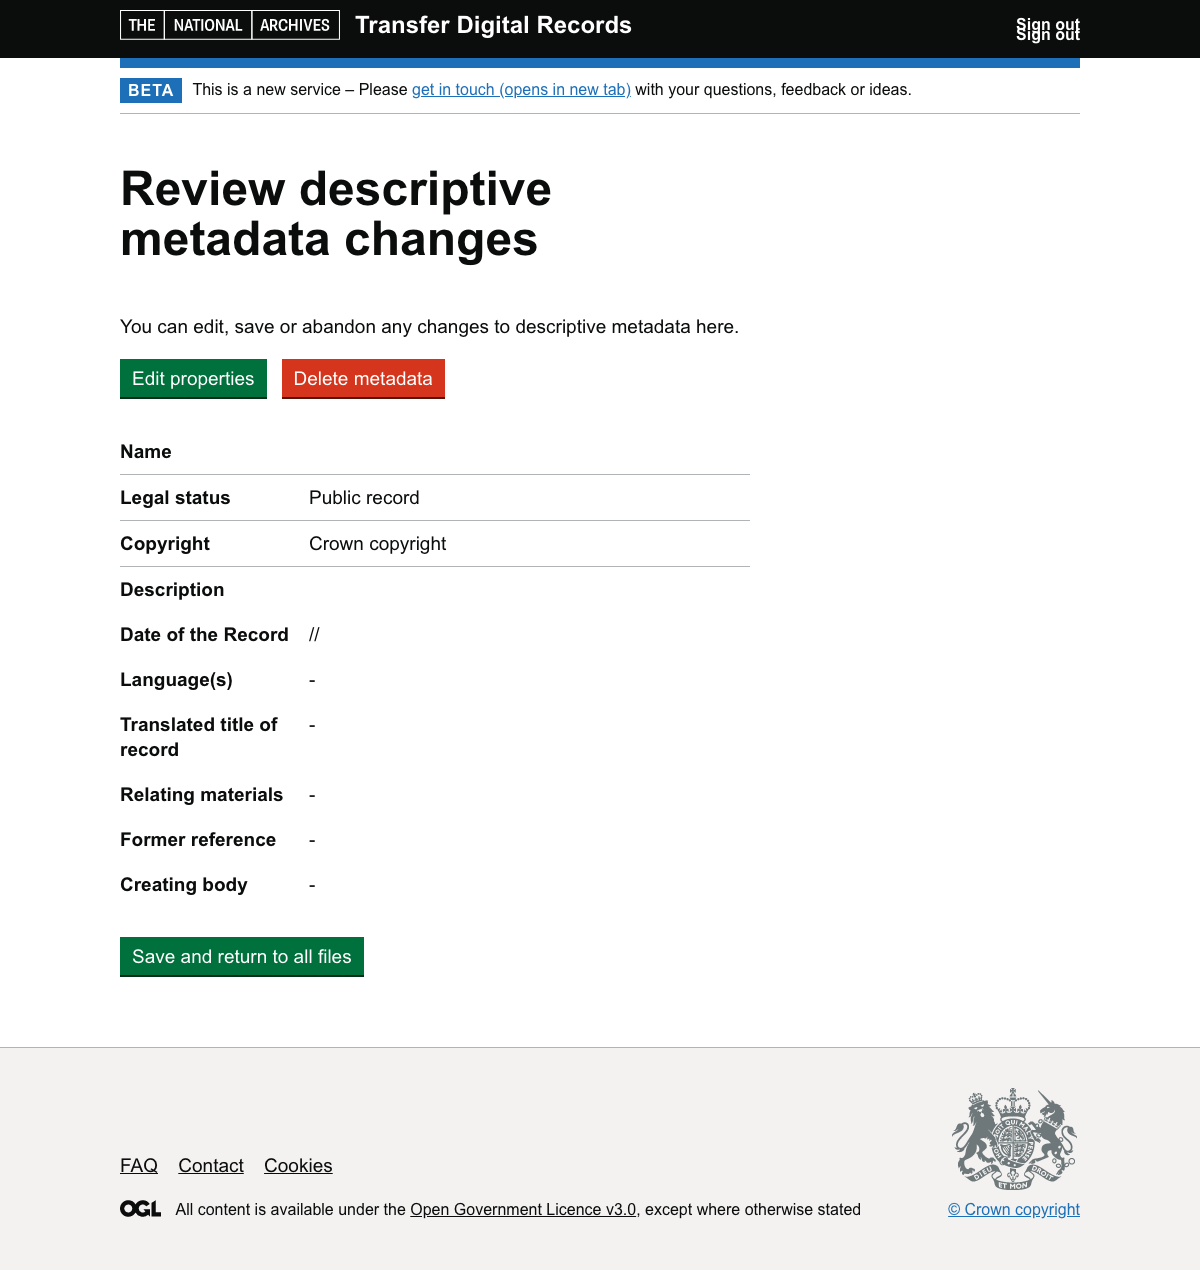 THE NATIONAL ARCHIVES Transfer Digital Records
Sign out
Sign out
BETA This is a new service – Please get in touch (opens in new tab) with your questions, feedback or ideas.
Review descriptive
metadata changes
You can edit, save or abandon any changes to descriptive metadata here.
Edit properties Delete metadata
Name
Legal status Public record
Copyright Crown copyright
Description
Date of the Record //
Language(s) -
Translated title of -
record
Relating materials -
Former reference -
Creating body -
Save and return to all files
FAQ Contact Cookies
DIEU ET MON DROIT
OGL All content is available under the Open Government Licence v3.0, except where otherwise stated
© Crown copyright